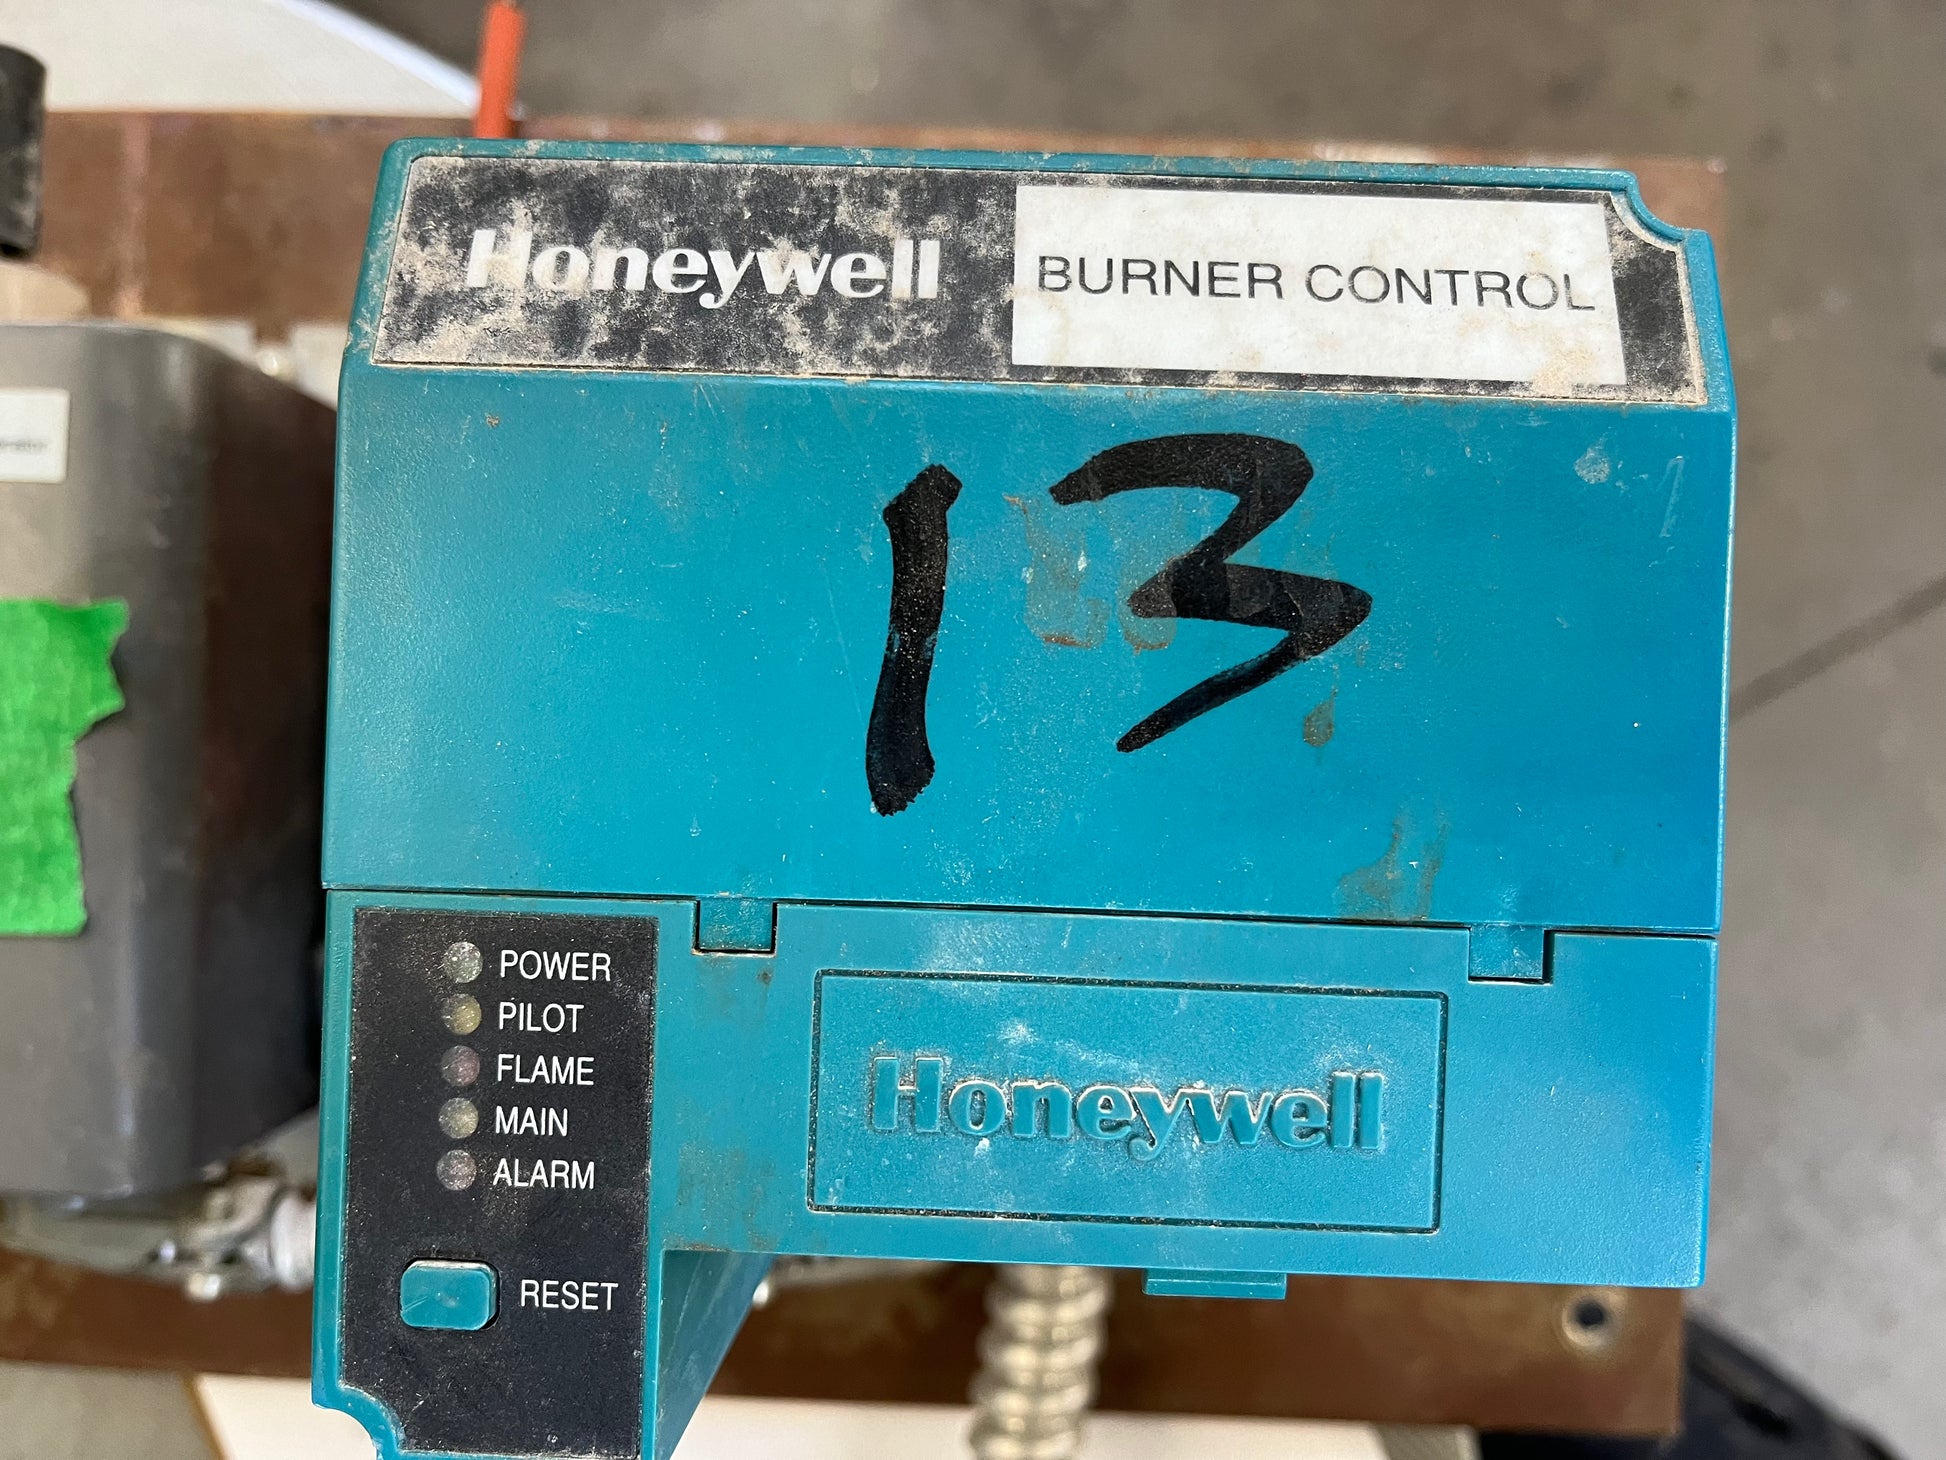 Honeywell
BURNER CONTROL
13
POWER
PILOT
FLAME
MAIN
ALARM
RESET
Honeywell